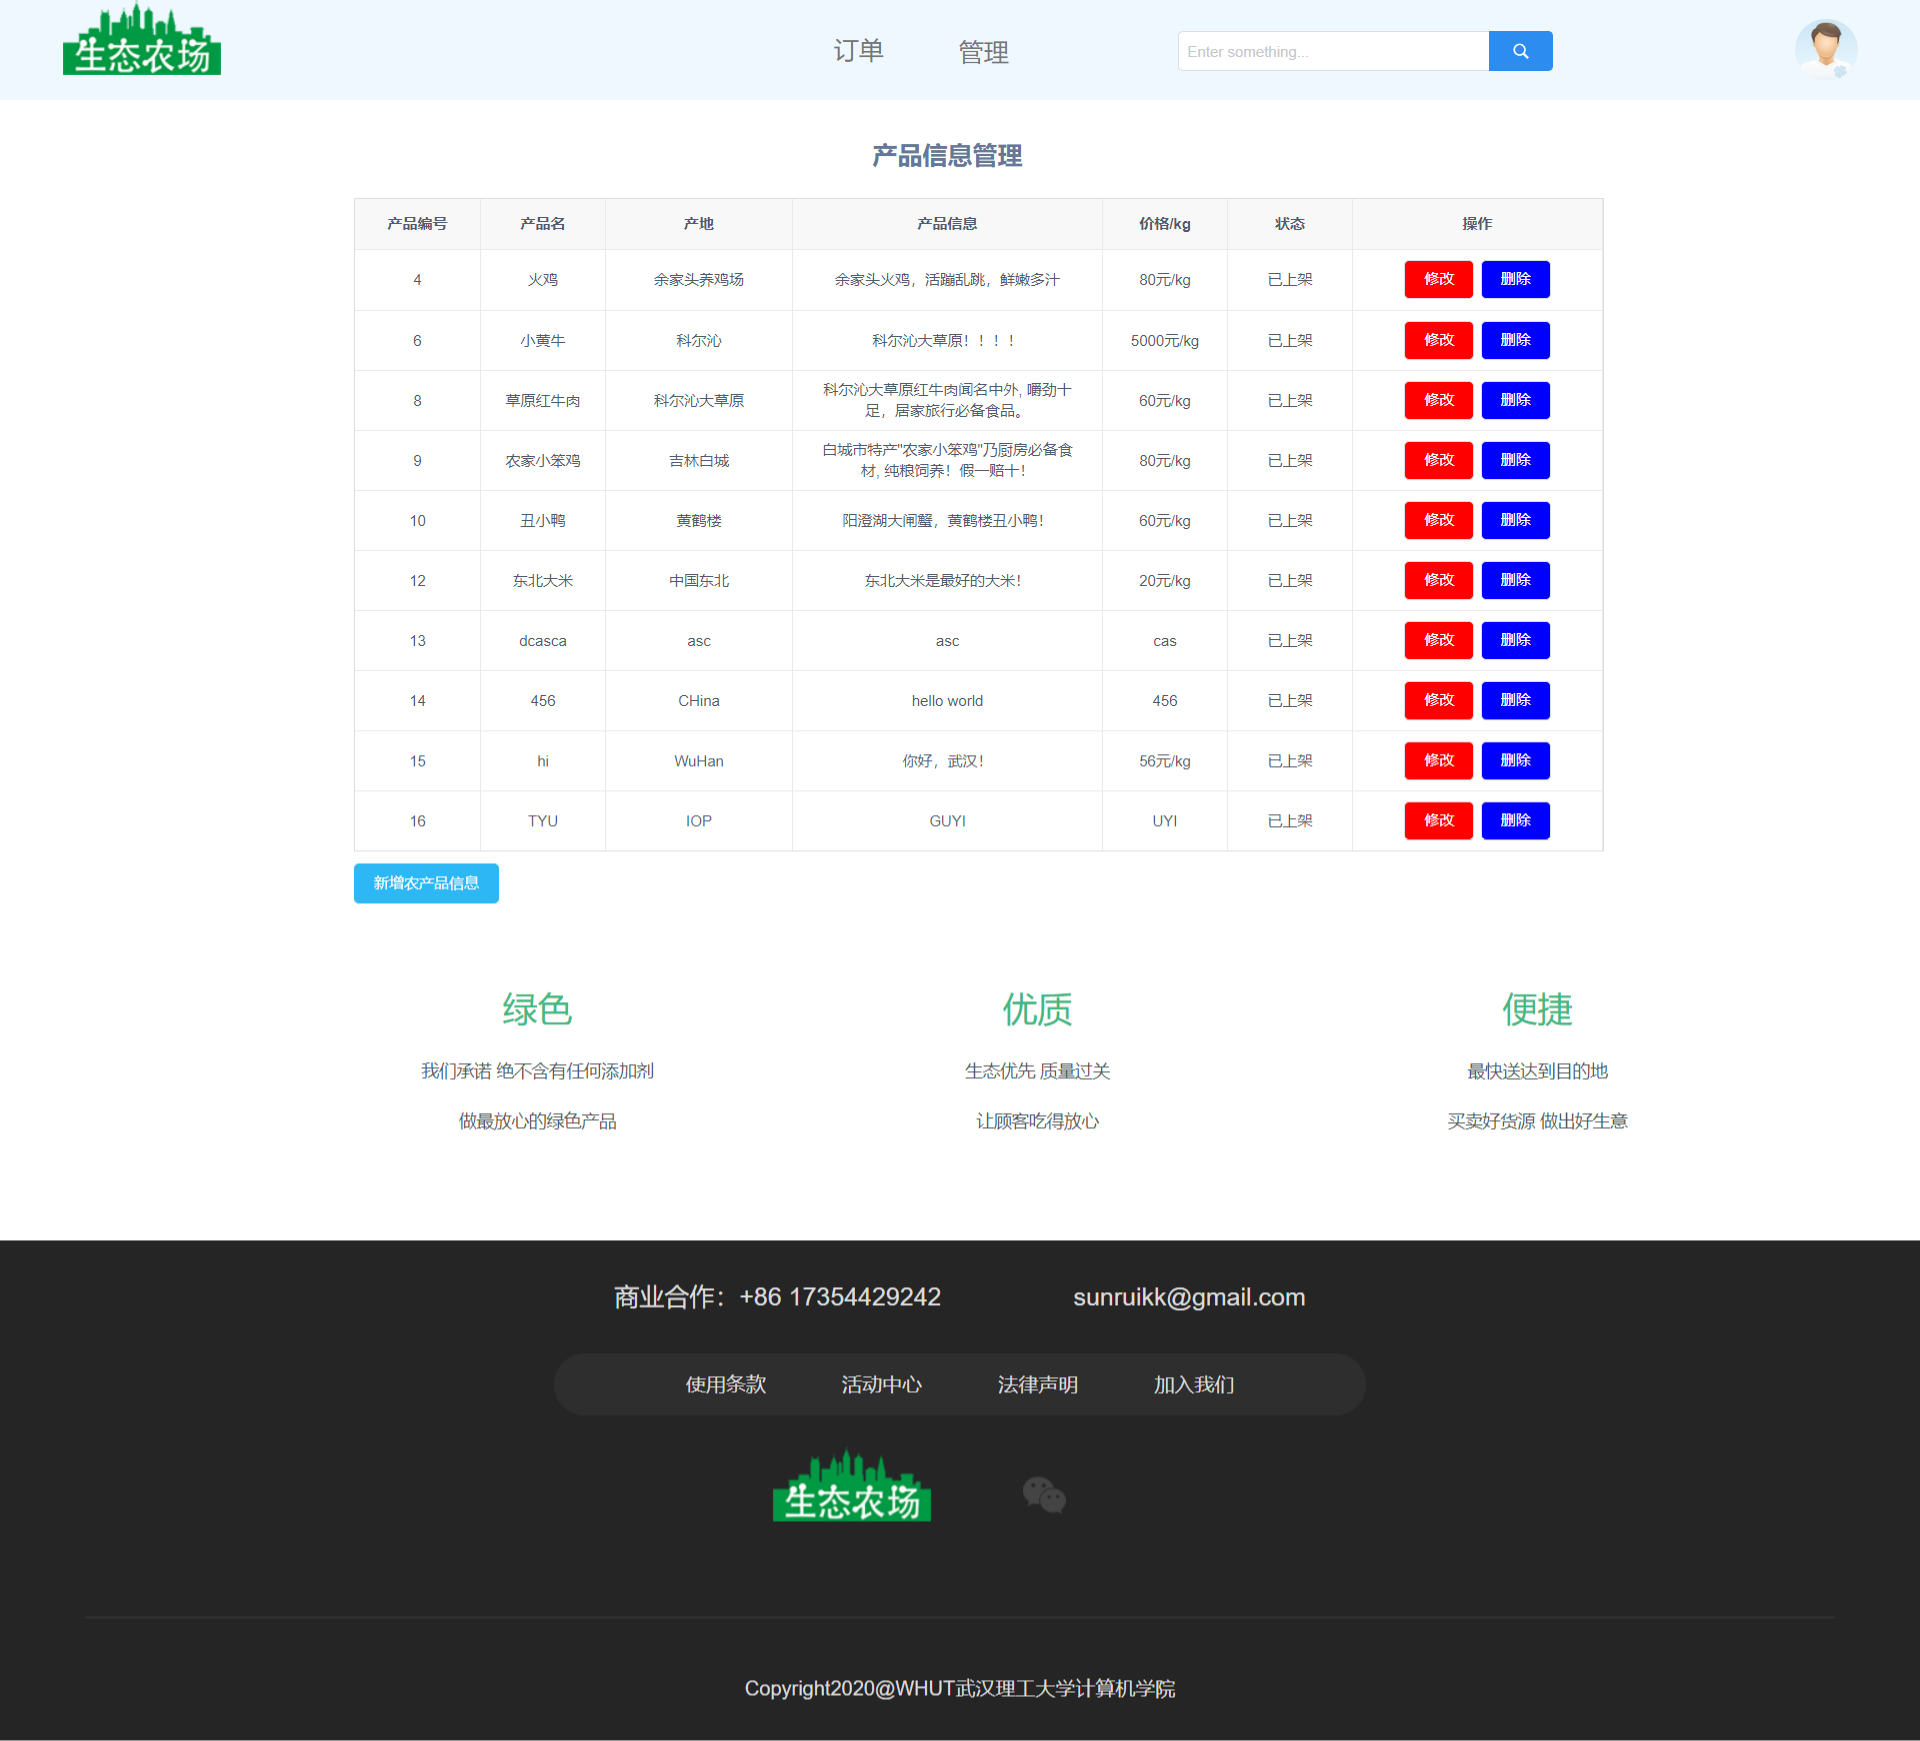 生态农场
订单 管理 Enter something...
产品信息管理
产品编号 产品名 产地 产品信息 价格/kg 状态 操作
4 火鸡 余家头养鸡场 余家头火鸡，活蹦乱跳，鲜嫩多汁 80元/kg 已上架 修改 删除
6 小黄牛 科尔沁 科尔沁大草原！！！！ 5000元/kg 已上架 修改 删除
8 草原红牛肉 科尔沁大草原 科尔沁大草原红牛肉闻名中外, 嚼劲十
足，居家旅行必备食品。 60元/kg 已上架 修改 删除
9 农家小笨鸡 吉林白城 白城市特产"农家小笨鸡"乃厨房必备食
材, 纯粮饲养！假一赔十！ 80元/kg 已上架 修改 删除
10 丑小鸭 黄鹤楼 阳澄湖大闸蟹，黄鹤楼丑小鸭！ 60元/kg 已上架 修改 删除
12 东北大米 中国东北 东北大米是最好的大米！ 20元/kg 已上架 修改 删除
13 dcasca asc asc cas 已上架 修改 删除
14 456 CHina hello world 456 已上架 修改 删除
15 hi WuHan 你好，武汉！ 56元/kg 已上架 修改 删除
16 TYU IOP GUYI UYI 已上架 修改 删除
新增农产品信息
绿色 优质 便捷
我们承诺 绝不含有任何添加剂 生态优先 质量过关 最快送达到目的地
做最放心的绿色产品 让顾客吃得放心 买卖好货源 做出好生意
商业合作：+86 17354429242 sunruikk@gmail.com
使用条款 活动中心 法律声明 加入我们
生态农场
Copyright2020@WHUT武汉理工大学计算机学院